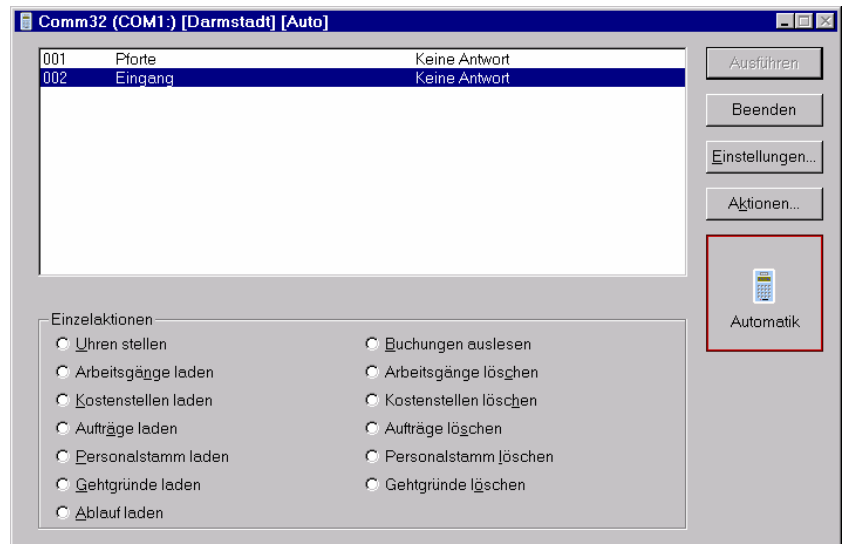 Comm32 (COM1:) [Darmstadt] [Auto]
001 Pforte Keine Antwort
002 Eingang Keine Antwort
Ausführen
Beenden
Einstellungen...
Aktionen...
Automatik
Einzelaktionen
Uhren stellen Buchungen auslesen
Arbeitsgänge laden Arbeitsgänge löschen
Kostenstellen laden Kostenstellen löschen
Aufträge laden Aufträge löschen
Personalstamm laden Personalstamm löschen
Gehtgründe laden Gehtgründe löschen
Ablauf laden